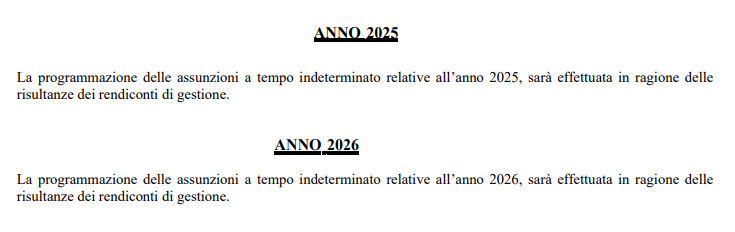 ANNO 2025
La programmazione delle assunzioni a tempo indeterminato relative all’anno 2025, sarà effettuata in ragione delle
risultanze dei rendiconti di gestione.
ANNO 2026
La programmazione delle assunzioni a tempo indeterminato relative all’anno 2026, sarà effettuata in ragione delle
risultanze dei rendiconti di gestione.